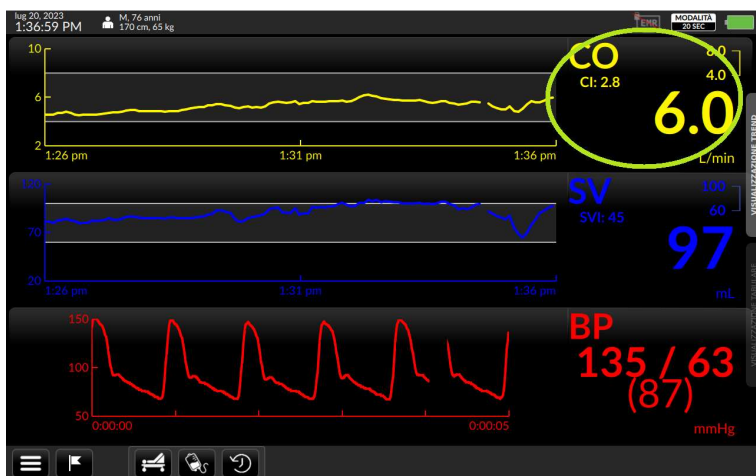 lug 20, 2023
1:36:59 PM
M, 76 anni
170 cm, 65 kg
EMR
MODALITÀ
20 SEC
10
6
2
1:26 pm
1:31 pm
1:36 pm
CO
CI: 2.8
8.0
4.0
6.0
L/min
VISUALIZZAZIONE TREND
120
70
20
1:26 pm
1:31 pm
1:36 pm
SV
SVI: 45
100
60
97
mL
VISUALIZZAZIONE TABULARE
150
100
50
0:00:00
0:00:05
BP
135 / 63
(87)
mmHg